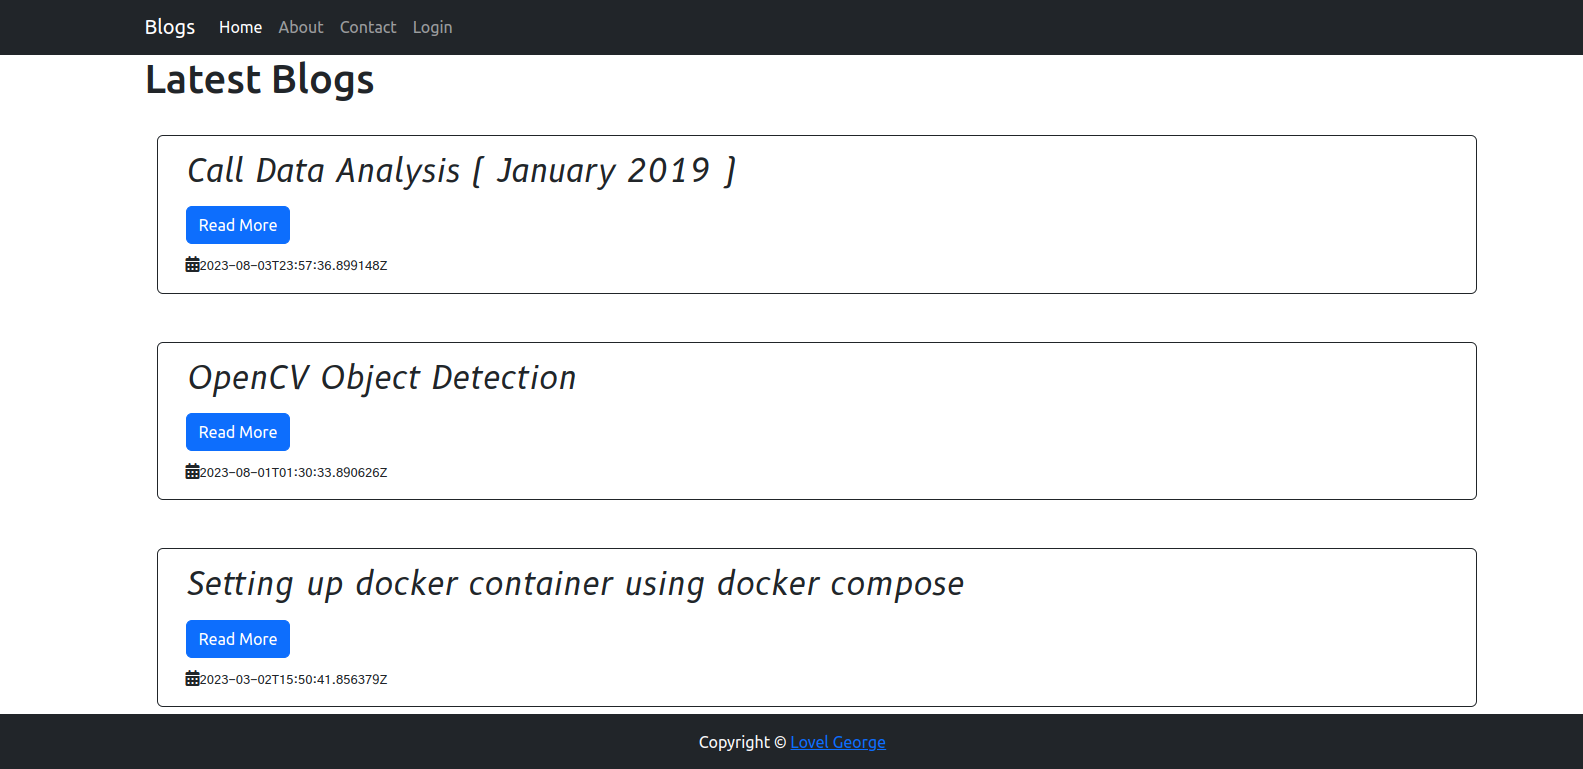 Blogs Home About Contact Login
Latest Blogs
Call Data Analysis [ January 2019 ]
Read More
2023-08-03T23:57:36.899148Z
OpenCV Object Detection
Read More
2023-08-01T01:30:33.890626Z
Setting up docker container using docker compose
Read More
2023-03-02T15:50:41.856379Z
Copyright © Lovel George